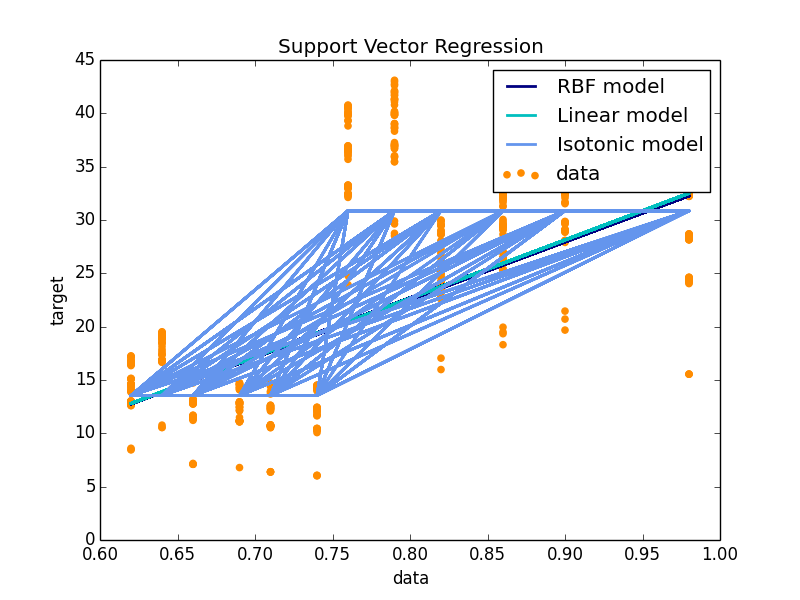 Support Vector Regression
45
40
35
30
25
20
15
10
5
0
target
RBF model
Linear model
Isotonic model
data
0.60 0.65 0.70 0.75 0.80 0.85 0.90 0.95 1.00
data